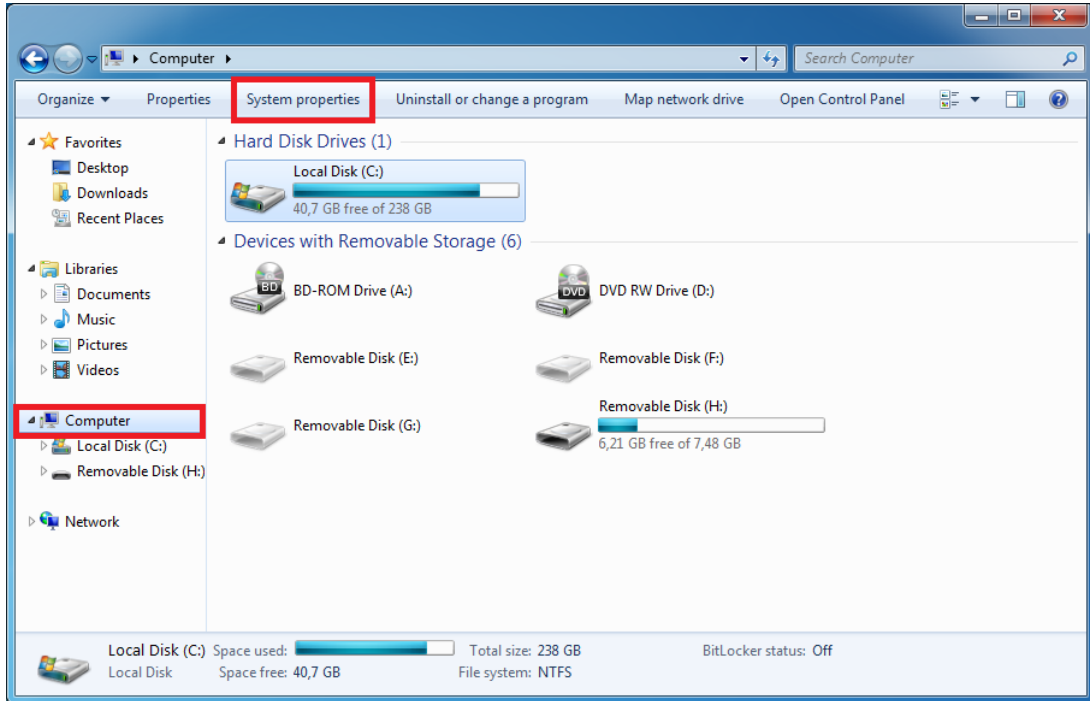 Computer
Search Computer
Organize Properties System properties Uninstall or change a program Map network drive Open Control Panel
Favorites
Desktop
Downloads
Recent Places
Libraries
Documents
Music
Pictures
Videos
Computer
Local Disk (C:)
Removable Disk (H:)
Network
Hard Disk Drives (1)
Local Disk (C:)
40,7 GB free of 238 GB
Devices with Removable Storage (6)
BD
BD-ROM Drive (A:)
DVD
DVD RW Drive (D:)
Removable Disk (E:)
Removable Disk (F:)
Removable Disk (G:)
Removable Disk (H:)
6,21 GB free of 7,48 GB
Local Disk (C:) Space used: Total size: 238 GB BitLocker status: Off
Local Disk Space free: 40,7 GB File system: NTFS